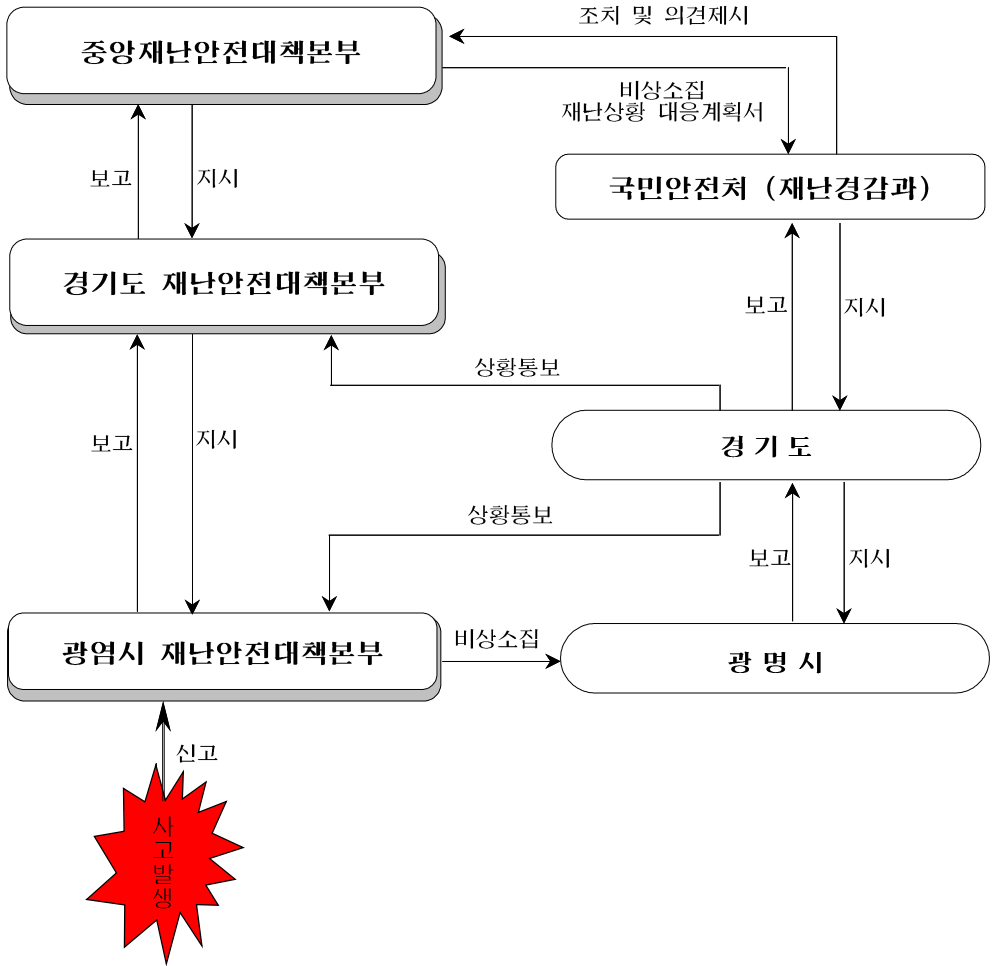 조치 및 의견제시
중앙재난안전대책본부
비상소집
재난상황 대응계획서
보고
지시
국민안전처 (재난경감과)
경기도 재난안전대책본부
보고
지시
상황통보
보고
지시
경 기 도
상황통보
보고
지시
광염시 재난안전대책본부
비상소집
광 명 시
신고
사
고
발
생